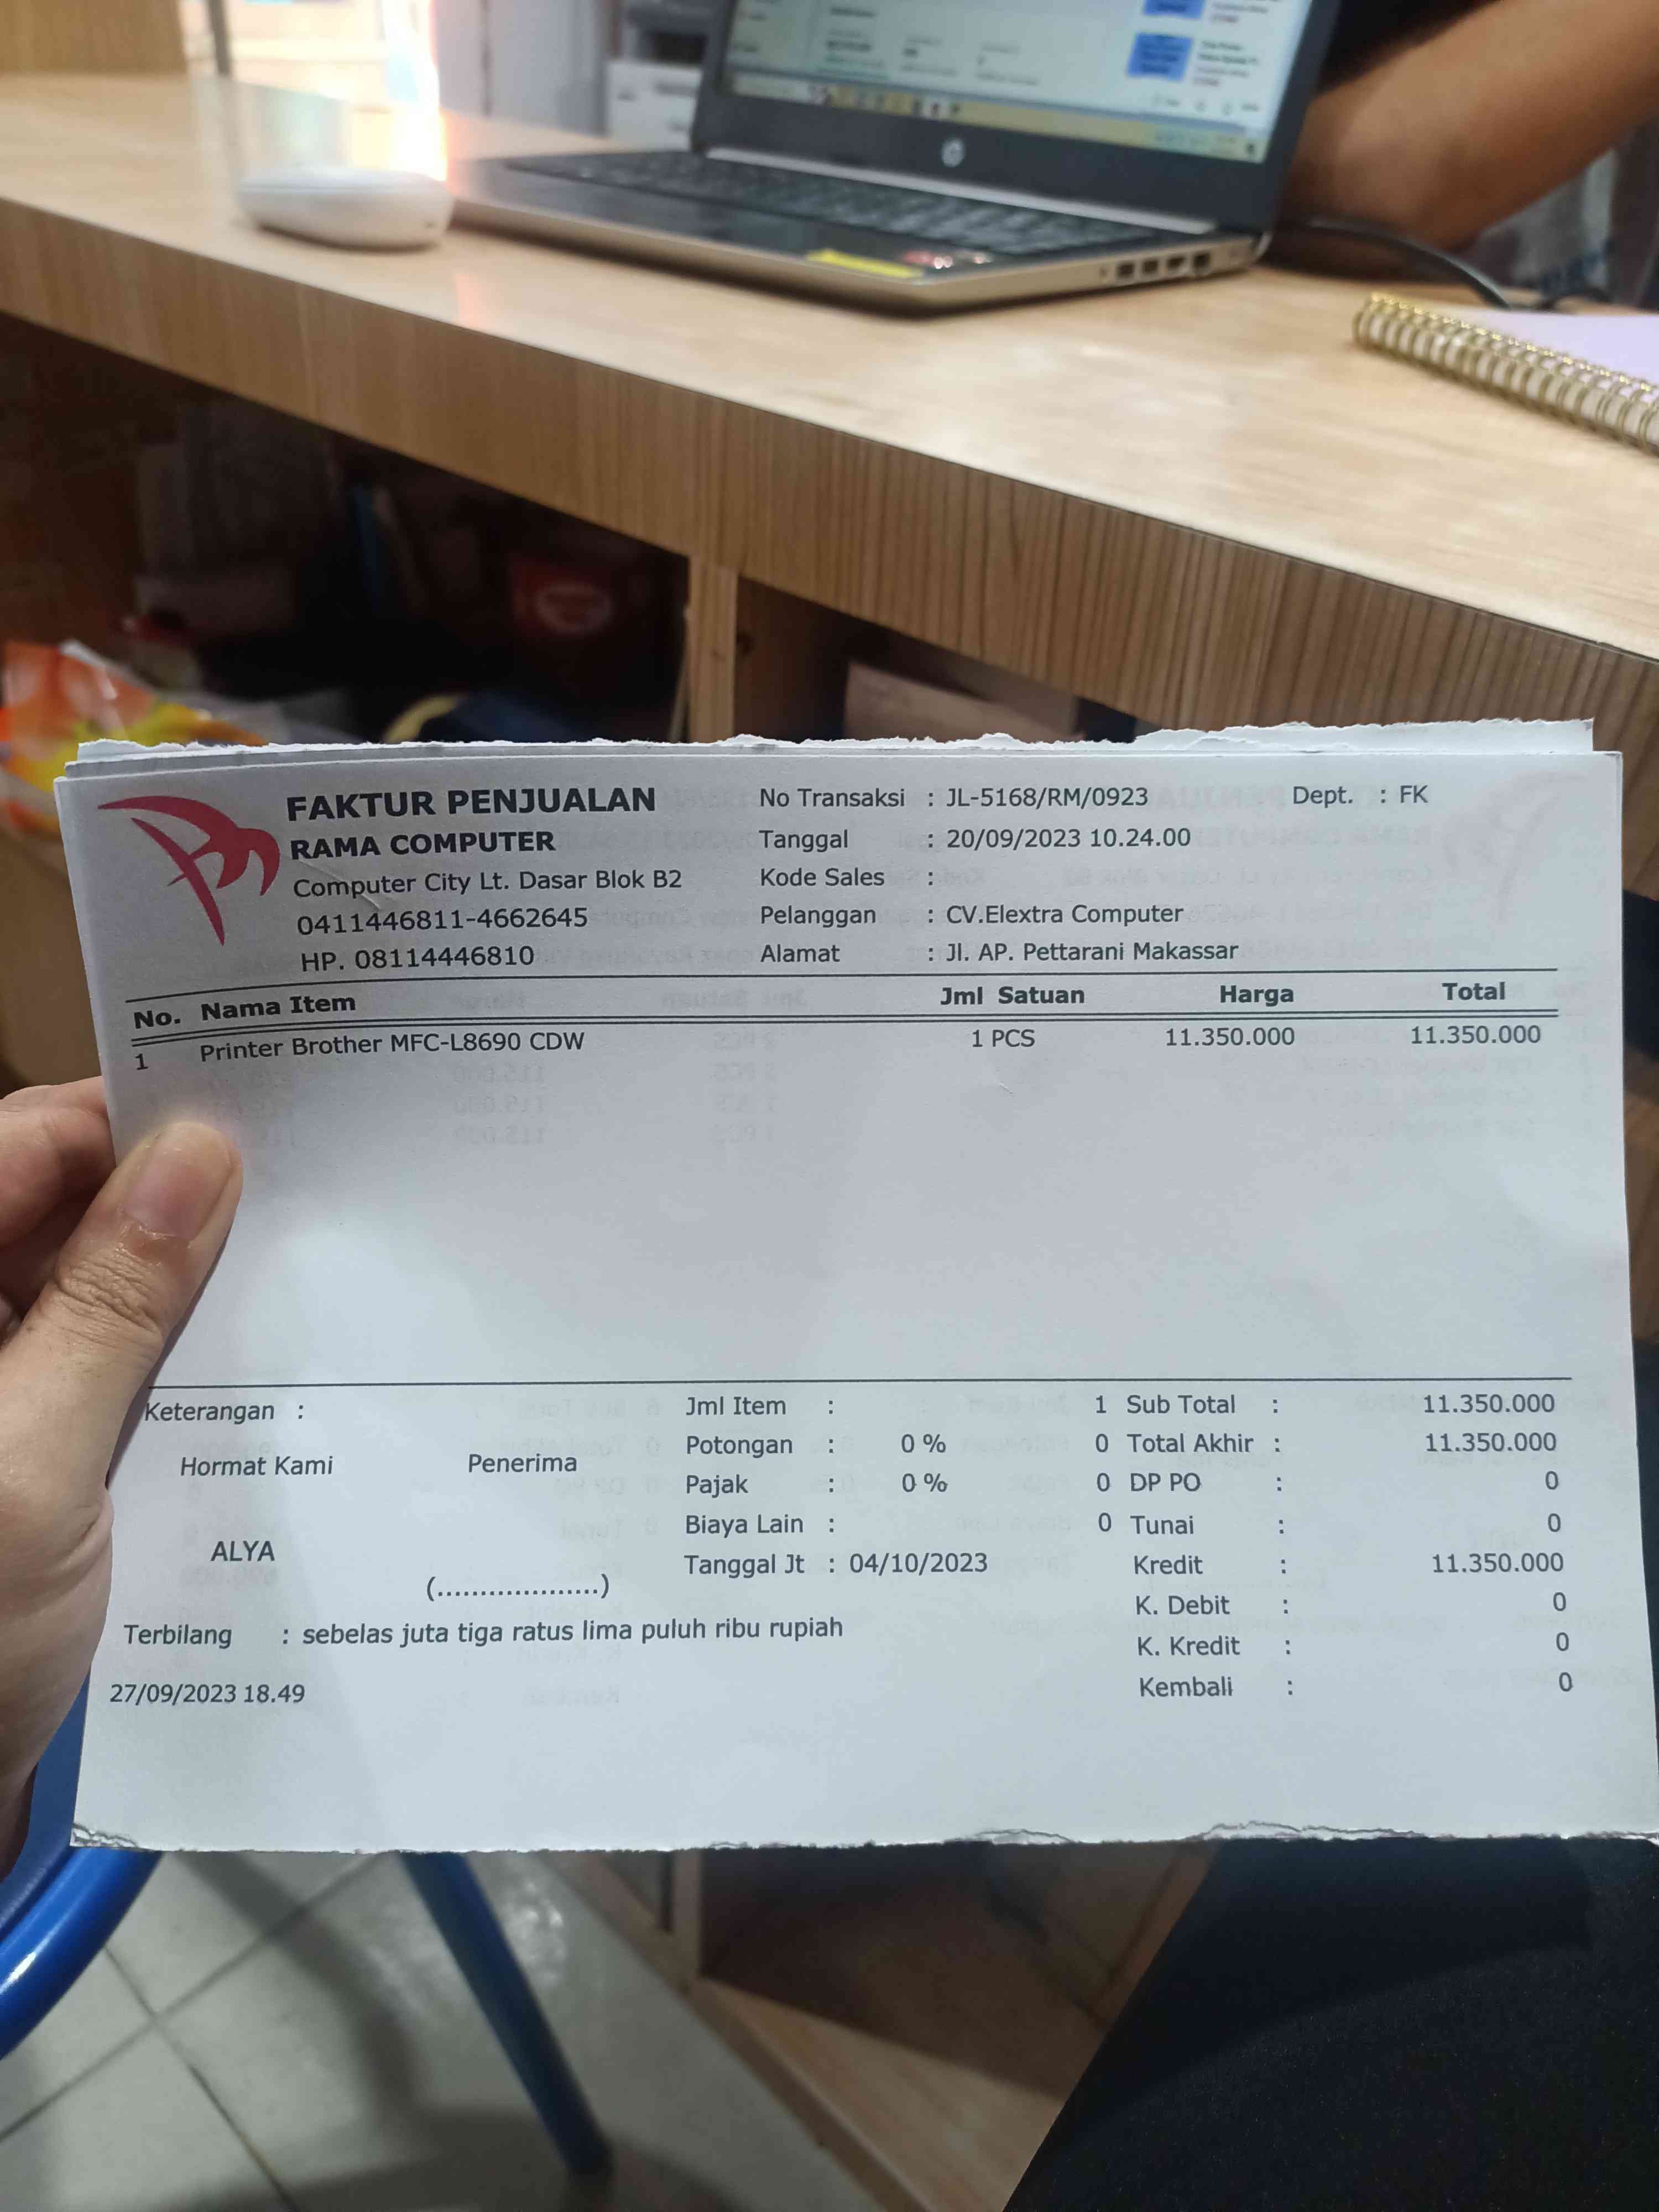 FAKTUR PENJUALAN
RAMA COMPUTER
Computer City Lt. Dasar Blok B2
0411446811-4662645
HP. 08114446810
No Transaksi : JL-5168/RM/0923 Dept. : FK
Tanggal : 20/09/2023 10.24.00
Kode Sales :
Pelanggan : CV.Elextra Computer
Alamat : Jl. AP. Pettarani Makassar
No. Nama Item Jml Satuan Harga Total
1 Printer Brother MFC-L8690 CDW 1 PCS 11.350.000 11.350.000
Keterangan :
Hormat Kami Penerima
ALYA
(...................)
Jml Item : 1
Potongan : 0 % 0
Pajak : 0 % 0
Biaya Lain : 0
Tanggal Jt : 04/10/2023
Sub Total : 11.350.000
Total Akhir : 11.350.000
DP PO : 0
Tunai : 0
Kredit : 11.350.000
K. Debit : 0
K. Kredit : 0
Kembali : 0
Terbilang : sebelas juta tiga ratus lima puluh ribu rupiah
27/09/2023 18.49